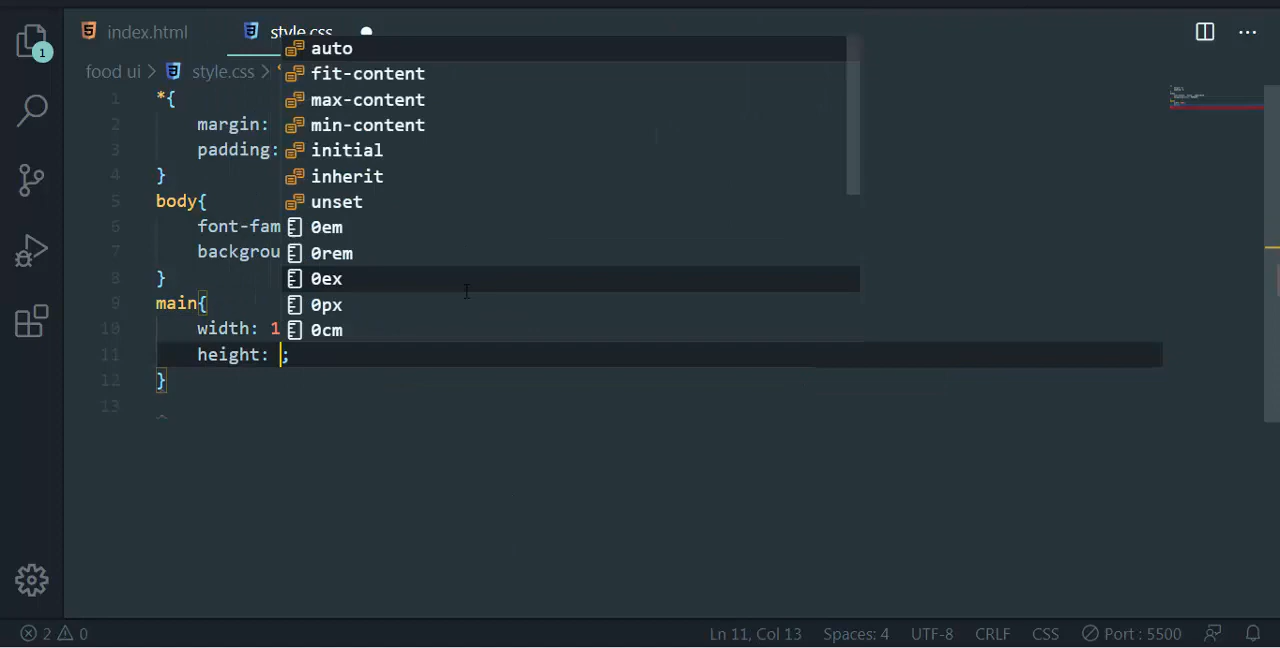 index.html
style.css
food ui > style.css >
1 *{
2 margin:
3 padding:
4 }
5 body{
6 font-fam
7 backgrou
8 }
9 main{
10 width: 1
11 height: ;
12 }
13
auto
fit-content
max-content
min-content
initial
inherit
unset
0em
0rem
0ex
0px
0cm
1
2 0
Ln 11, Col 13 Spaces: 4 UTF-8 CRLF CSS Port : 5500